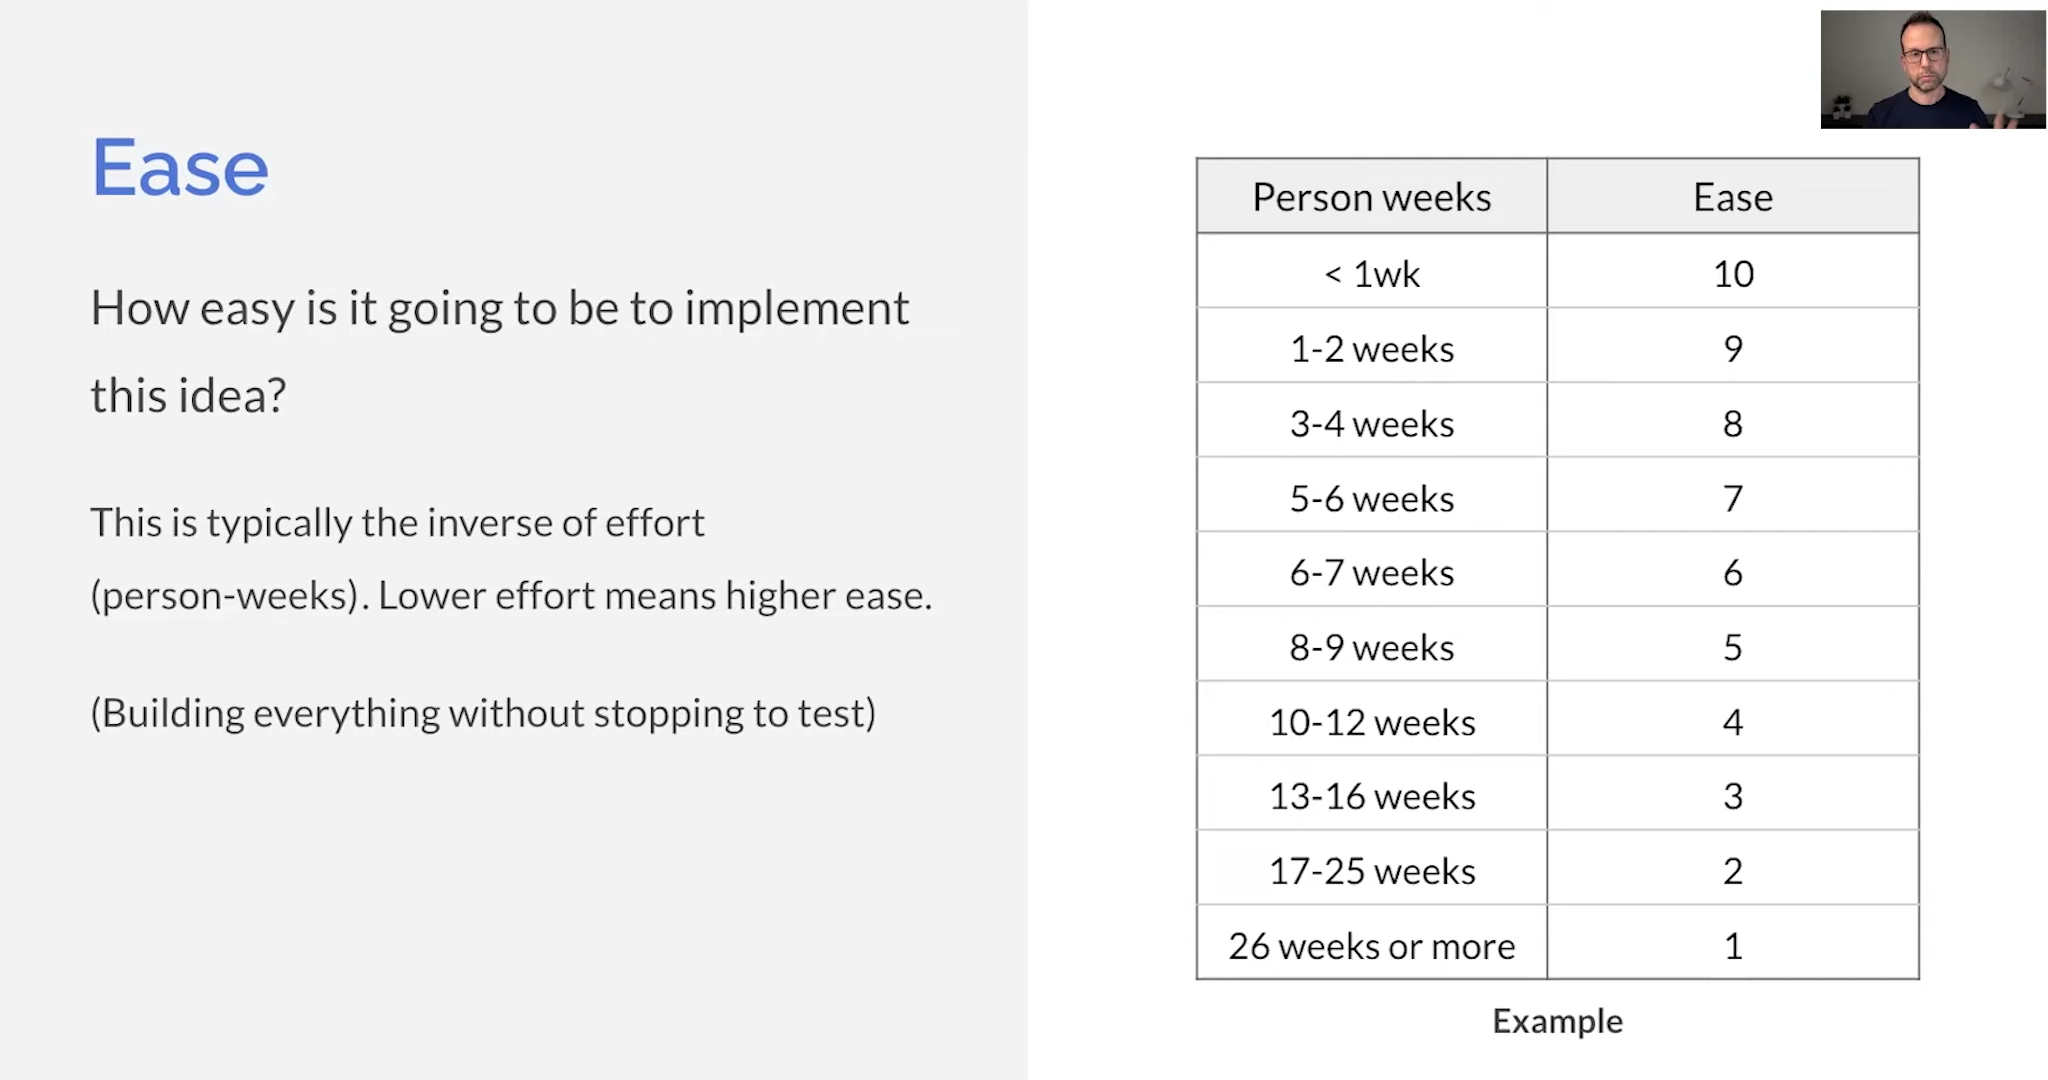 Ease
How easy is it going to be to implement
this idea?
This is typically the inverse of effort
(person-weeks). Lower effort means higher ease.
(Building everything without stopping to test)
Person weeks Ease
< 1wk 10
1-2 weeks 9
3-4 weeks 8
5-6 weeks 7
6-7 weeks 6
8-9 weeks 5
10-12 weeks 4
13-16 weeks 3
17-25 weeks 2
26 weeks or more 1
Example